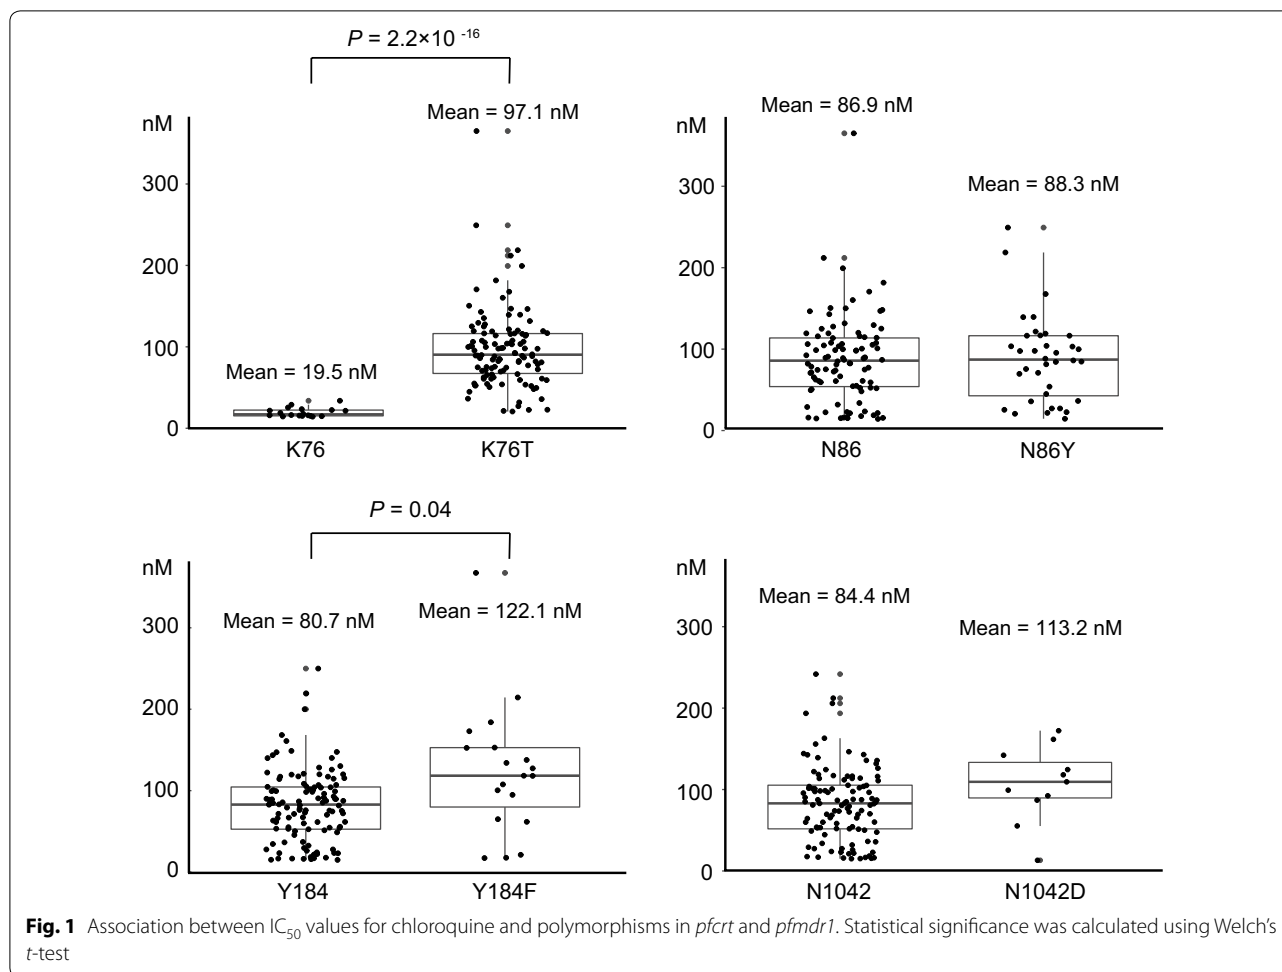 P = 2.2×10 -16
Mean = 97.1 nM
nM
300
200
100
0
Mean = 19.5 nM
K76
K76T
Mean = 86.9 nM
nM
Mean = 88.3 nM
300
200
100
0
N86
N86Y
P = 0.04
nM
Mean = 80.7 nM
Mean = 122.1 nM
300
200
100
0
Y184
Y184F
nM
Mean = 84.4 nM
Mean = 113.2 nM
300
200
100
0
N1042
N1042D
Fig. 1 Association between IC50 values for chloroquine and polymorphisms in pfcrt and pfmdr1. Statistical significance was calculated using Welch's
t-test